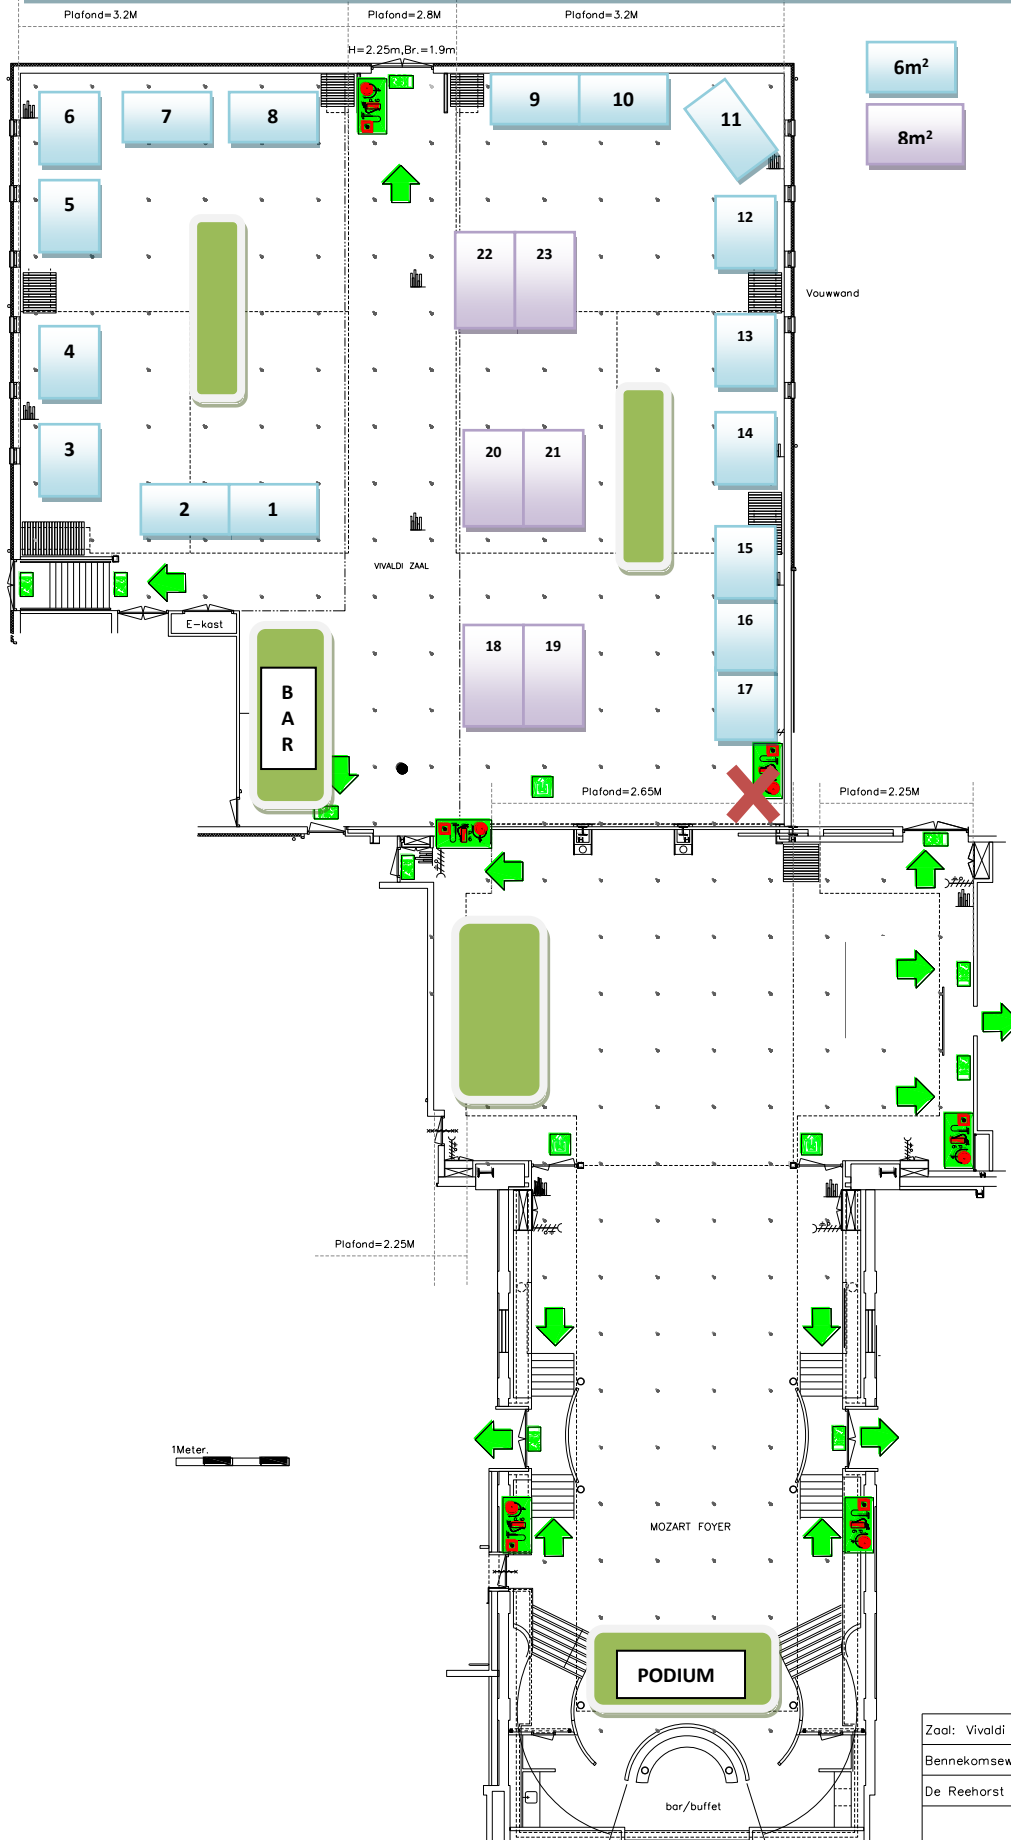 Plafond=3.2M
Plafond=2.8M
Plafond=3.2M
H=2.25m,Br.=1.9m
6m²
8m²
6
7
8
9
10
11
5
12
22
23
Vouwwand
4
13
3
14
20
21
2
1
15
VIVALDI ZAAL
E-kast
16
18
19
17
B
A
R
Plafond=2.65M
Plafond=2.25M
Plafond=2.25M
1Meter.
MOZART FOYER
PODIUM
Zaal: Vivaldi
Bennekomsew
De Reehorst
bar/buffet